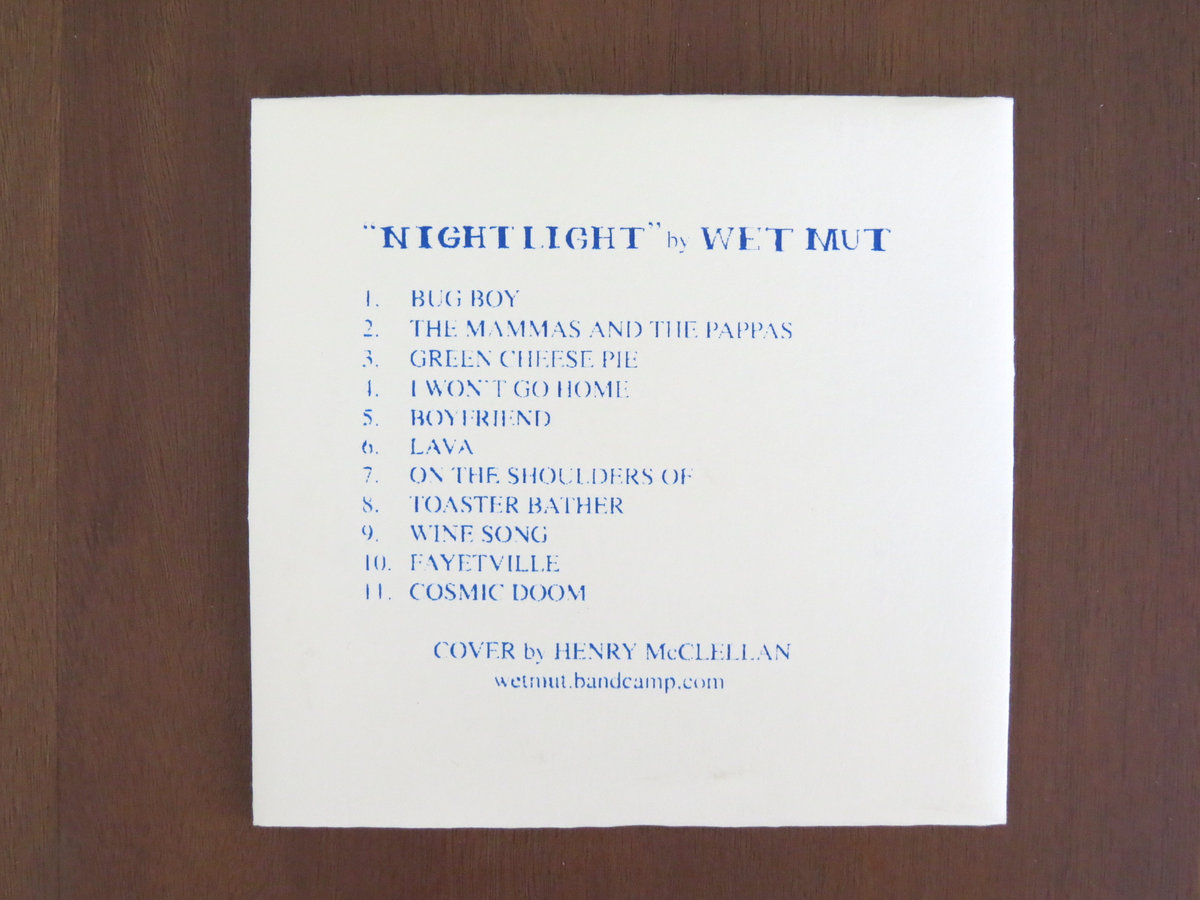 “NIGHT LIGHT” by WET MUT
1. BUG BOY
2. THE MAMMAS AND THE PAPPAS
3. GREEN CHEESE PIE
4. I WON'T GO HOME
5. BOYFRIEND
6. LAVA
7. ON THE SHOULDERS OF
8. TOASTER BATHER
9. WINE SONG
10. FAYETVILLE
11. COSMIC DOOM
COVER by HENRY McCLELLAN
wetmut.bandcamp.com